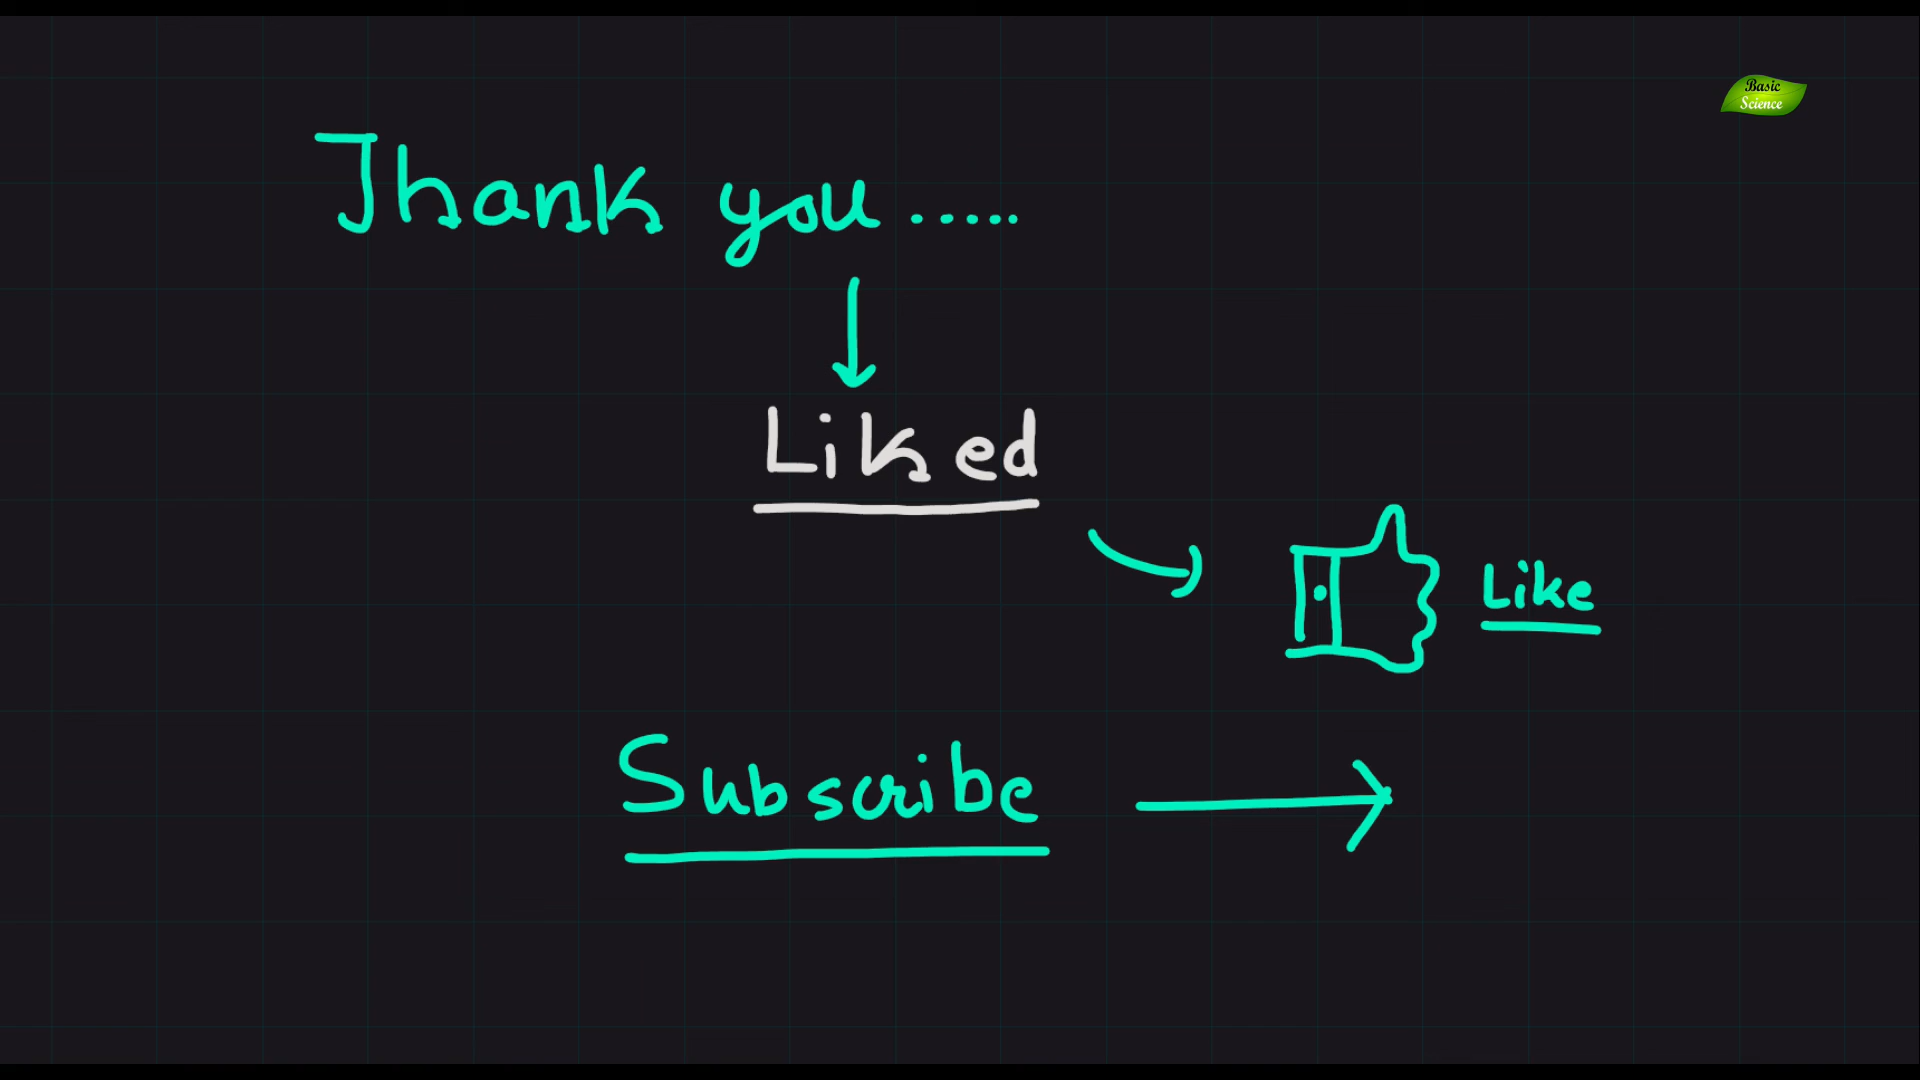 Basic
Science
Thank you.....
Liked
Like
Subscribe